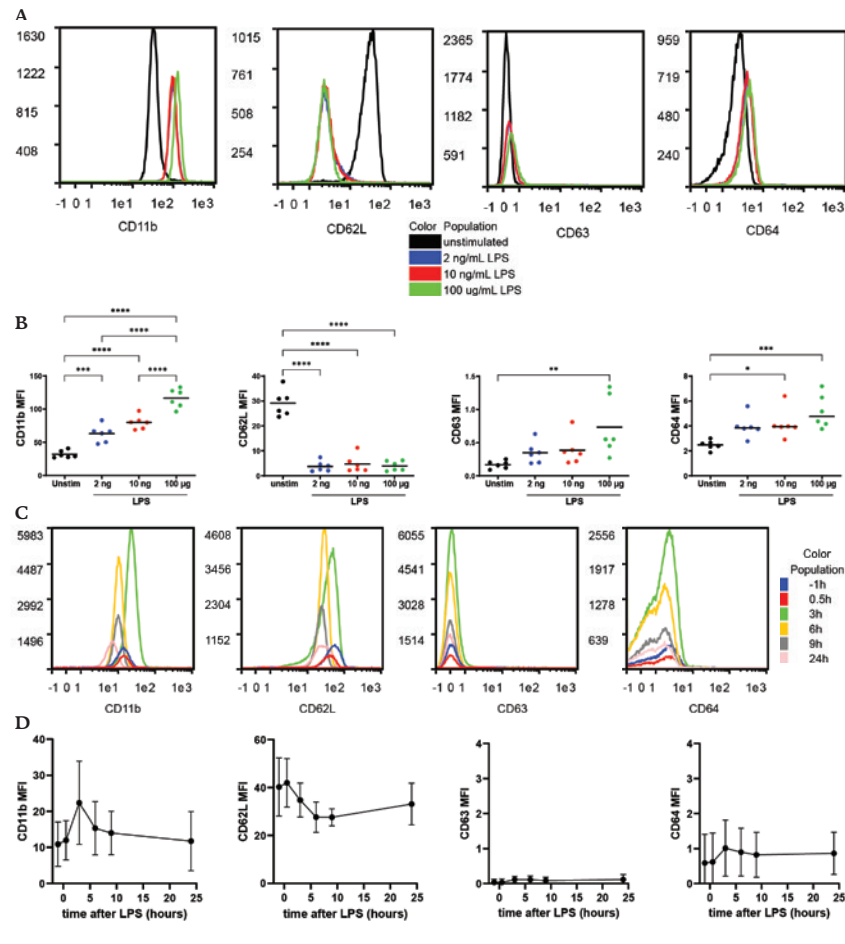 A
1630
1222
815
408
-1 0 1 1e1 1e2 1e3
CD11b
1015
761
508
254
-1 0 1 1e1 1e2 1e3
CD62L
2365
1774
1182
591
-1 0 1 1e1 1e2 1e3
CD63
959
719
480
240
-1 0 1 1e1 1e2 1e3
CD64
Color Population
unstimulated
2 ng/mL LPS
10 ng/mL LPS
100 ug/mL LPS
B
****
****
****
***
****
CD11b MFI
150
100
50
0
Unstim 2 ng 10 ng 100 µg
LPS
****
****
****
CD62L MFI
60
40
20
0
Unstim 2 ng 10 ng 100 µg
LPS
**
CD63 MFI
1.5
1.0
0.5
0.0
Unstim 2 ng 10 ng 100 µg
LPS
***
*
CD64 MFI
8
6
4
2
0
Unstim 2 ng 10 ng 100 µg
LPS
C
5983
4487
2992
1496
-1 0 1 1e1 1e2 1e3
CD11b
4608
3456
2304
1152
-1 0 1 1e1 1e2 1e3
CD62L
6055
4541
3028
1514
-1 0 1 1e1 1e2 1e3
CD63
2556
1917
1278
639
-1 0 1 1e1 1e2 1e3
CD64
Color
Population
-1h
0.5h
3h
6h
9h
24h
D
CD11b MFI
40
30
20
10
0
0 5 10 15 20 25
time after LPS (hours)
CD62L MFI
60
40
20
0
0 5 10 15 20 25
time after LPS (hours)
CD63 MFI
4
3
2
1
0
0 5 10 15 20 25
time after LPS (hours)
CD64 MFI
4
3
2
1
0
0 5 10 15 20 25
time after LPS (hours)